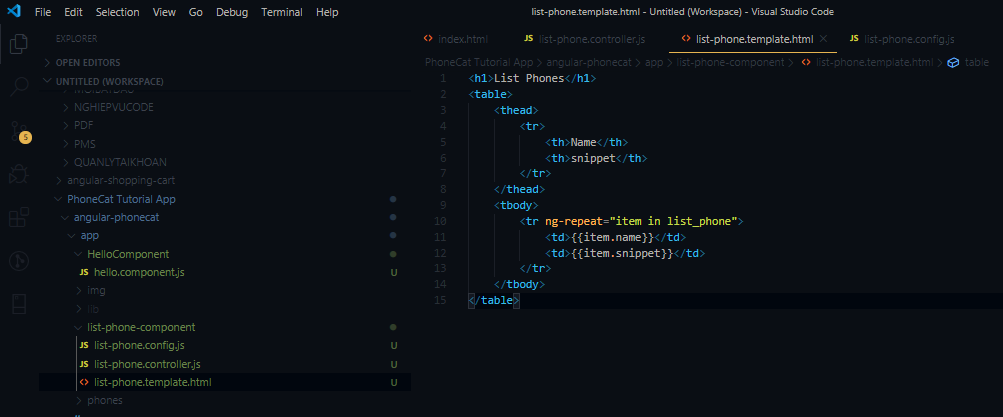 File Edit Selection View Go Debug Terminal Help list-phone.template.html - Untitled (Workspace) - Visual Studio Code
EXPLORER
OPEN EDITORS
UNTITLED (WORKSPACE)
NGHIEPVUCODE
PDF
PMS
QUANLYTAIKHOAN
angular-shopping-cart
PhoneCat Tutorial App
angular-phonecat
app
HelloComponent
JS hello.component.js U
img
lib
list-phone-component
JS list-phone.config.js U
JS list-phone.controller.js U
<> list-phone.template.html U
phones
5
<> index.html JS list-phone.controller.js <> list-phone.template.html × JS list-phone.config.js
PhoneCat Tutorial App > angular-phonecat > app > list-phone-component > <> list-phone.template.html > table
1 <h1>List Phones</h1>
2 <table>
3 <thead>
4 <tr>
5 <th>Name</th>
6 <th>snippet</th>
7 </tr>
8 </thead>
9 <tbody>
10 <tr ng-repeat="item in list_phone">
11 <td>{{item.name}}</td>
12 <td>{{item.snippet}}</td>
13 </tr>
14 </tbody>
15 </table>